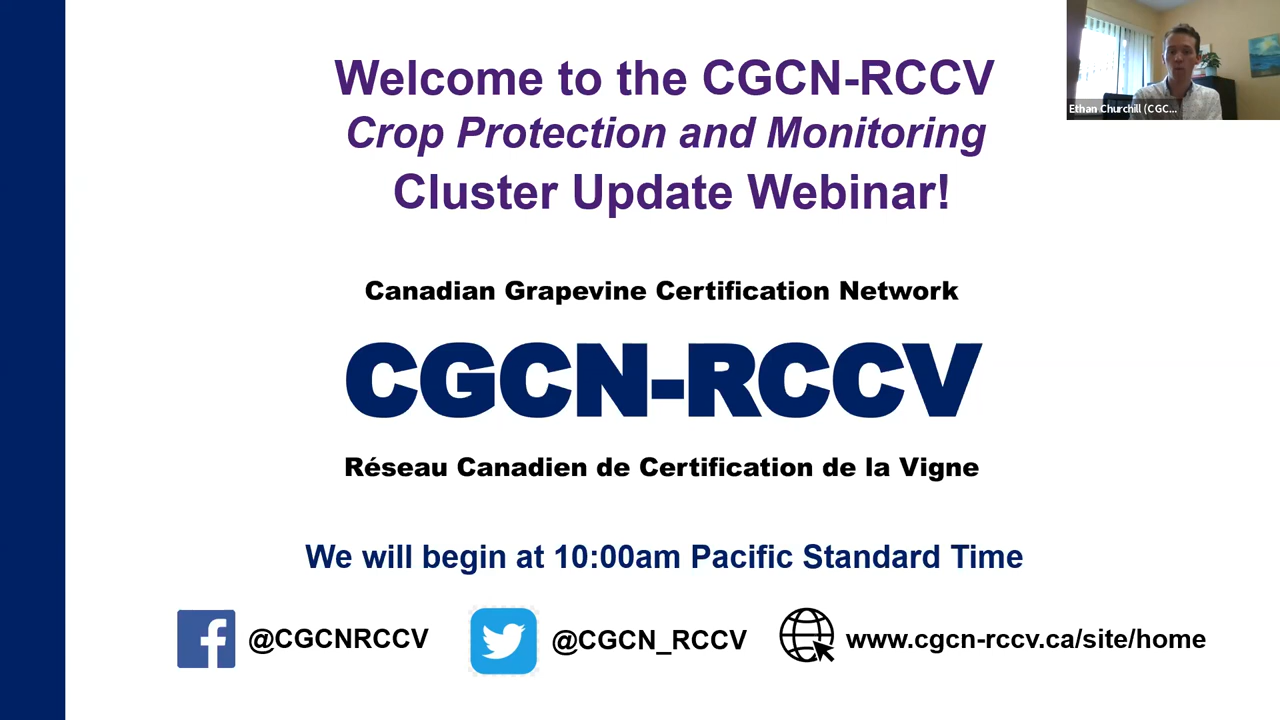 Welcome to the CGCN-RCCV
Crop Protection and Monitoring
Cluster Update Webinar!
Ethan Churchill (CGC...
Canadian Grapevine Certification Network
CGCN-RCCV
Réseau Canadien de Certification de la Vigne
We will begin at 10:00am Pacific Standard Time
@CGCNRCCV
@CGCN_RCCV
www.cgcn-rccv.ca/site/home